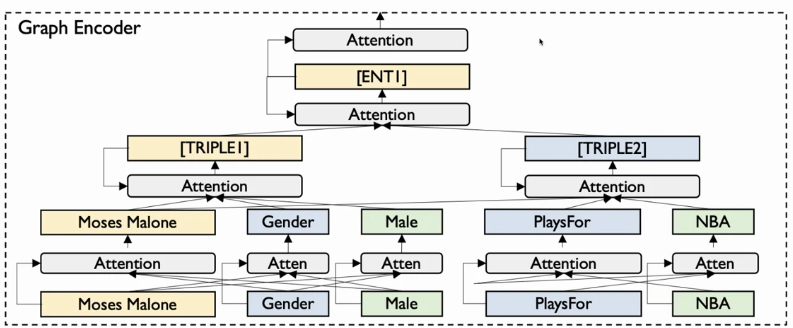 Graph Encoder
Attention
[ENT1]
Attention
[TRIPLE1] [TRIPLE2]
Attention Attention
Moses Malone Gender Male PlaysFor NBA
Attention Atten Atten Attention Atten
Moses Malone Gender Male PlaysFor NBA